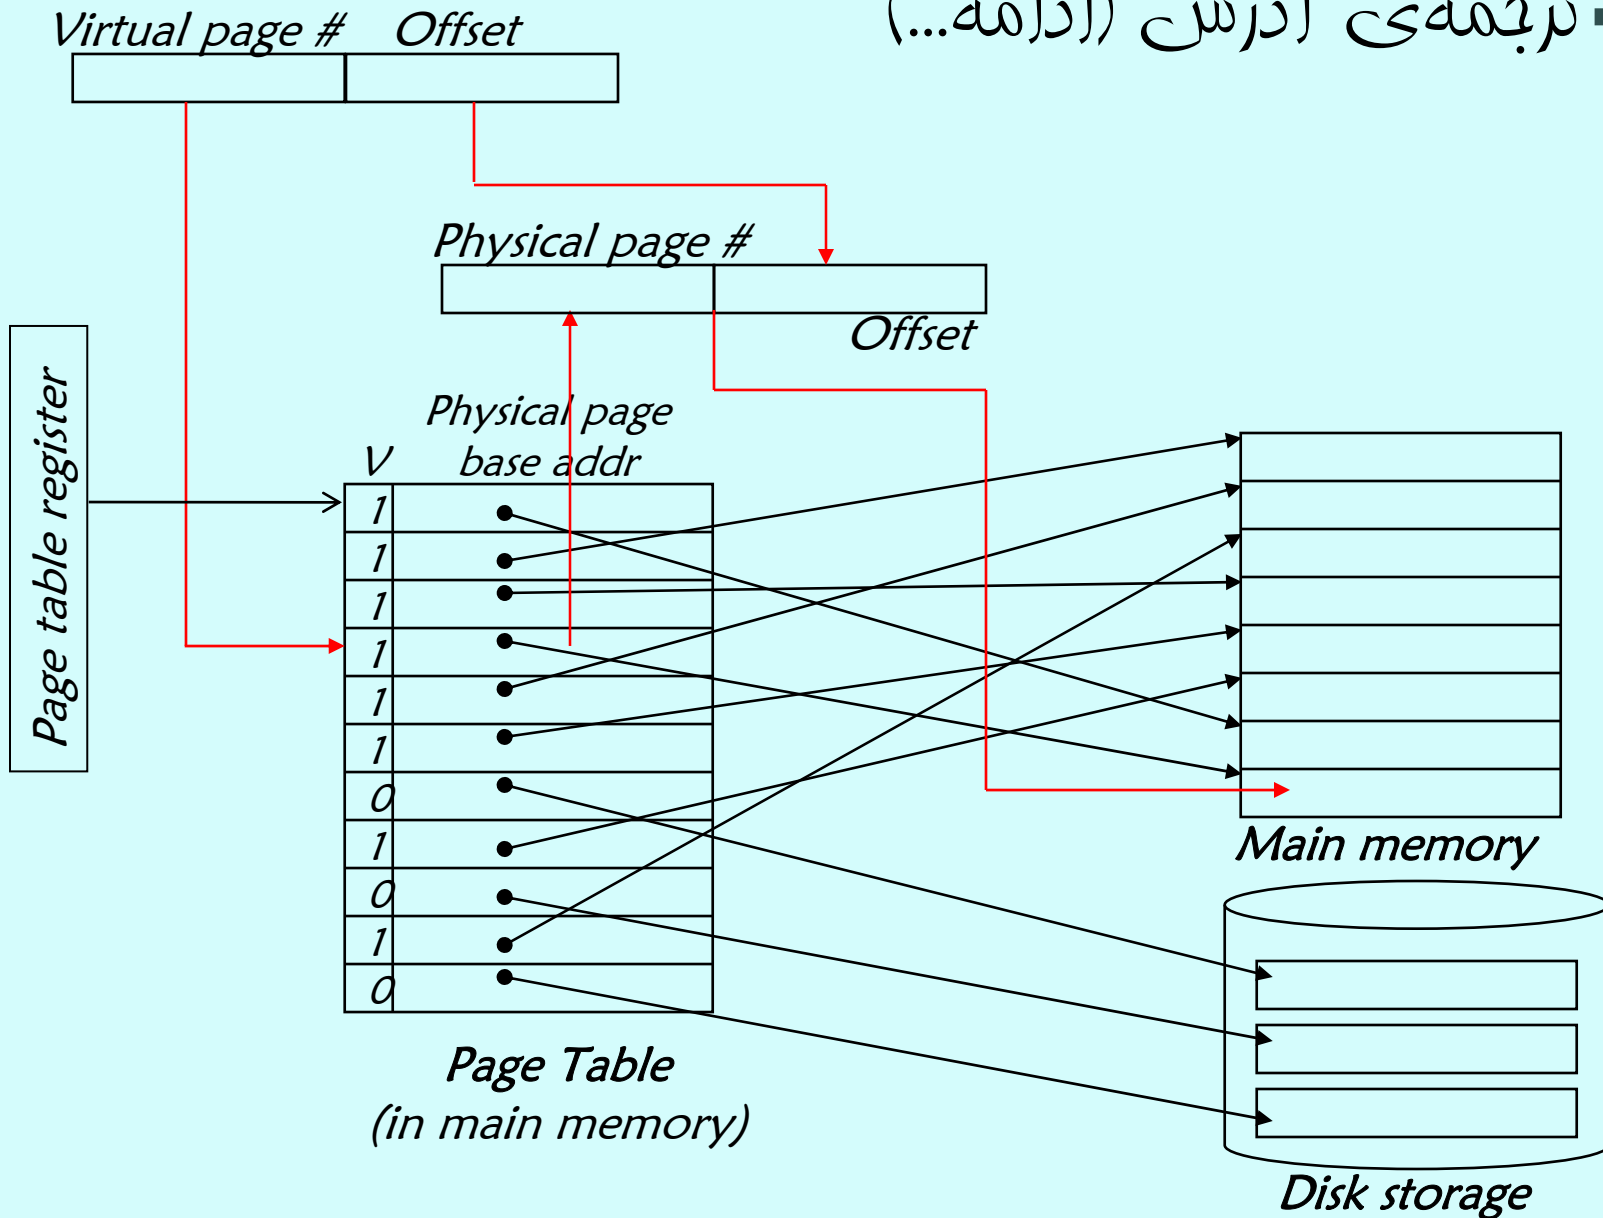 ▪ ترجمه‌ی آدرس (ادامه...)
Virtual page # Offset
Physical page #
Offset
Page table register
Physical page
V base addr
1
1
1
1
1
1
0
1
0
1
0
Page Table
(in main memory)
Main memory
Disk storage